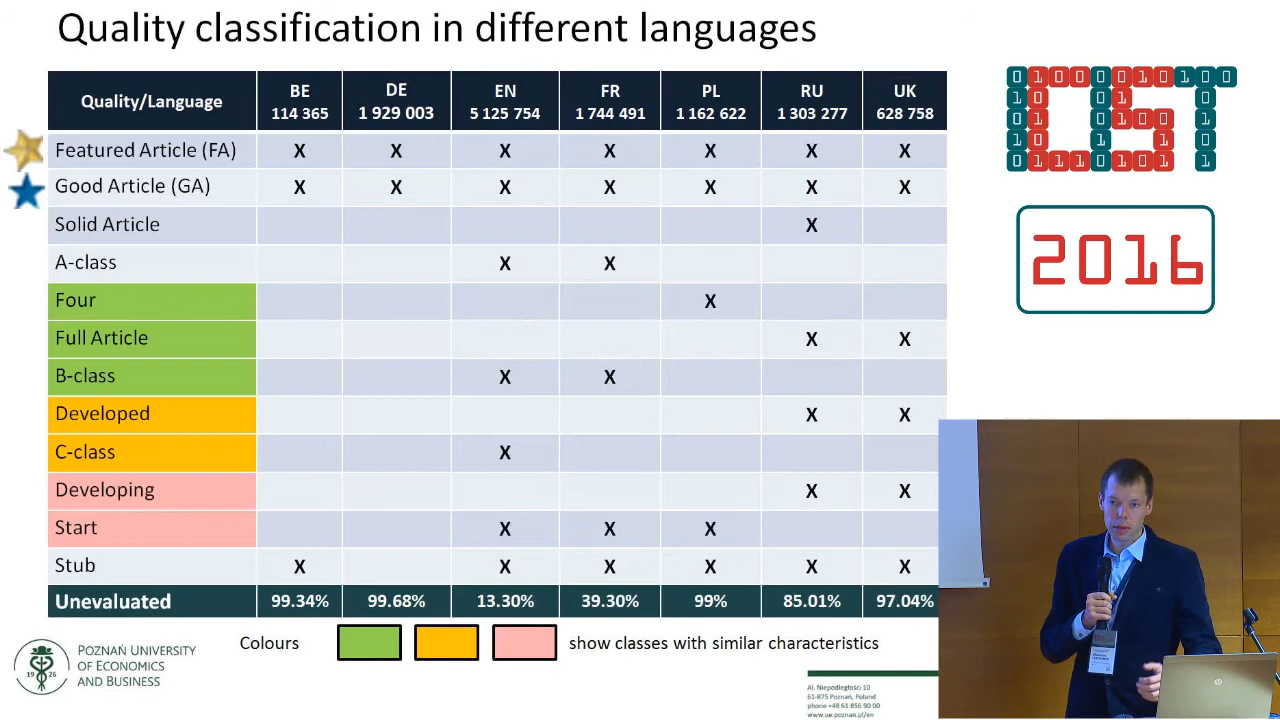 Quality classification in different languages
Quality/Language BE 114 365 DE 1 929 003 EN 5 125 754 FR 1 744 491 PL 1 162 622 RU 1 303 277 UK 628 758
Featured Article (FA) X X X X X X X
Good Article (GA) X X X X X X X
Solid Article X
A-class X X
Four X
Full Article X X
B-class X X
Developed X X
C-class X
Developing X X
Start X X X
Stub X X X X X X
Unevaluated 99.34% 99.68% 13.30% 39.30% 99% 85.01% 97.04%
Colours show classes with similar characteristics
19 26
POZNAŃ UNIVERSITY
OF ECONOMICS
AND BUSINESS
Al. Niepodległości 10
61-875 Poznań, Poland
phone +48 61 856 90 00
www.ue.poznan.pl/en
2016